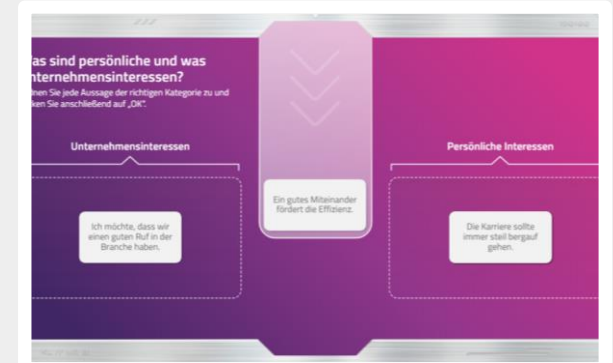 as sind persönliche und was
nternehmensinteressen?
nen Sie jede Aussage der richtigen Kategorie zu und
ken Sie anschließend auf „OK“.
Unternehmensinteressen
Persönliche Interessen
Ein gutes Miteinander
fördert die Effizienz.
Ich möchte, dass wir
einen guten Ruf in der
Branche haben.
Die Karriere sollte
immer steil bergauf
gehen.